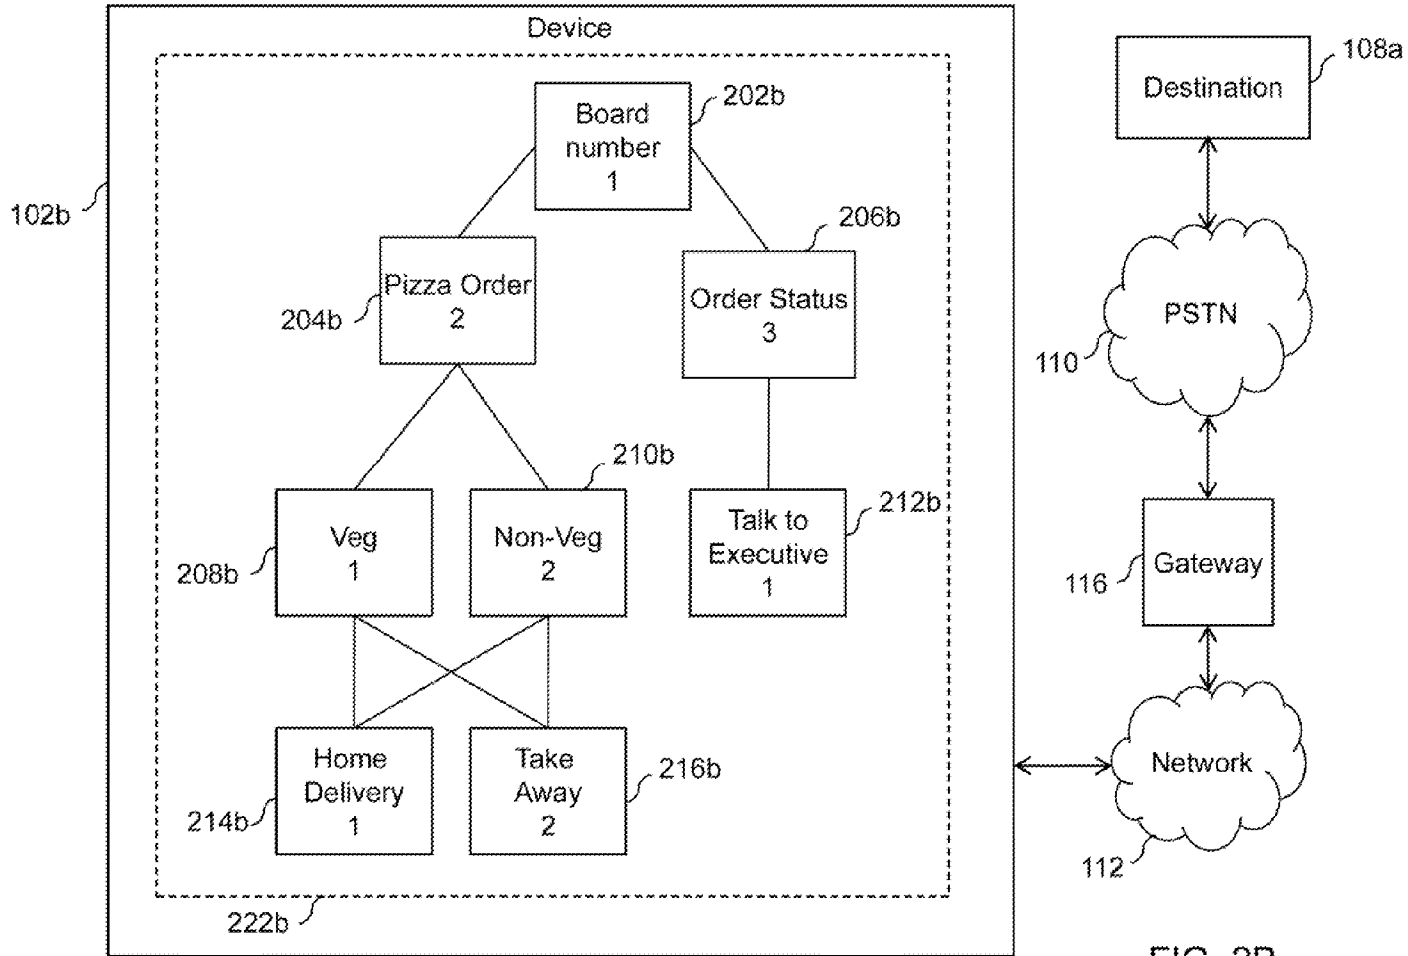 Device
108a
Destination
202b
Board
number
1
102b
206b
Pizza Order
2
204b
Order Status
3
PSTN
110
210b
212b
Veg
1
208b
Non-Veg
2
Talk to
Executive
1
Gateway
116
Home
Delivery
1
214b
Take
Away
2
216b
Network
112
222b